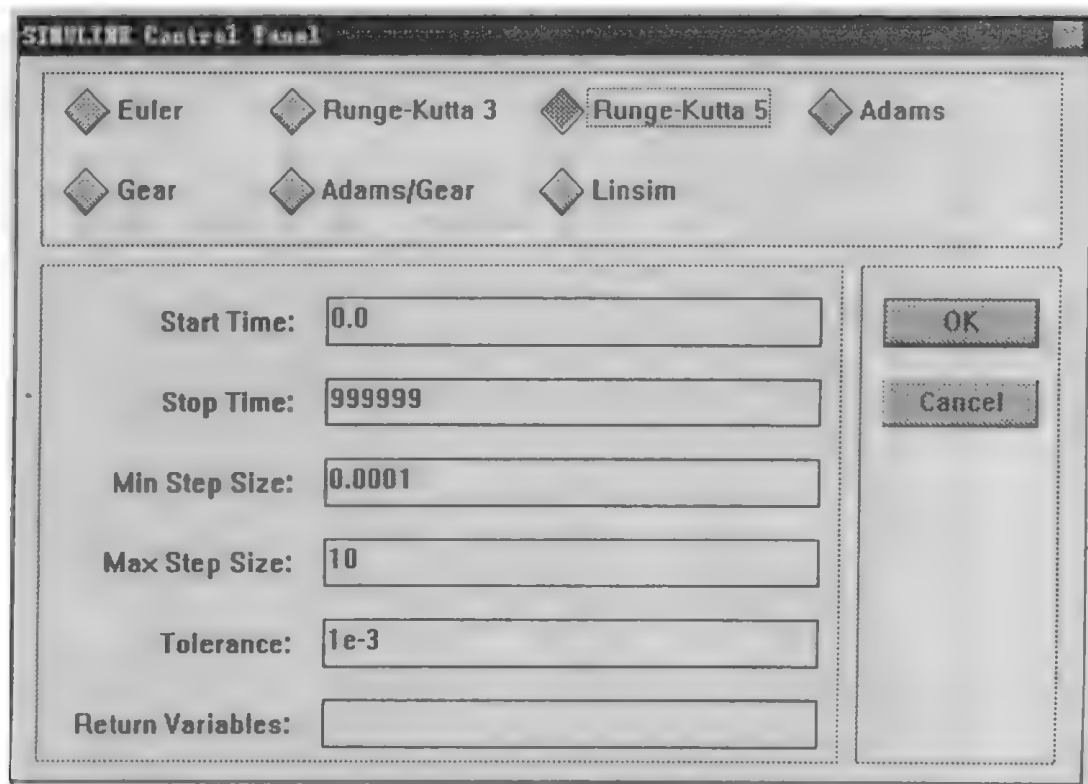 SIMULINK Control Panel
Euler Runge-Kutta 3 Runge-Kutta 5 Adams
Gear Adams/Gear Linsim
Start Time: 0.0
Stop Time: 999999
Min Step Size: 0.0001
Max Step Size: 10
Tolerance: 1e-3
Return Variables:
OK
Cancel